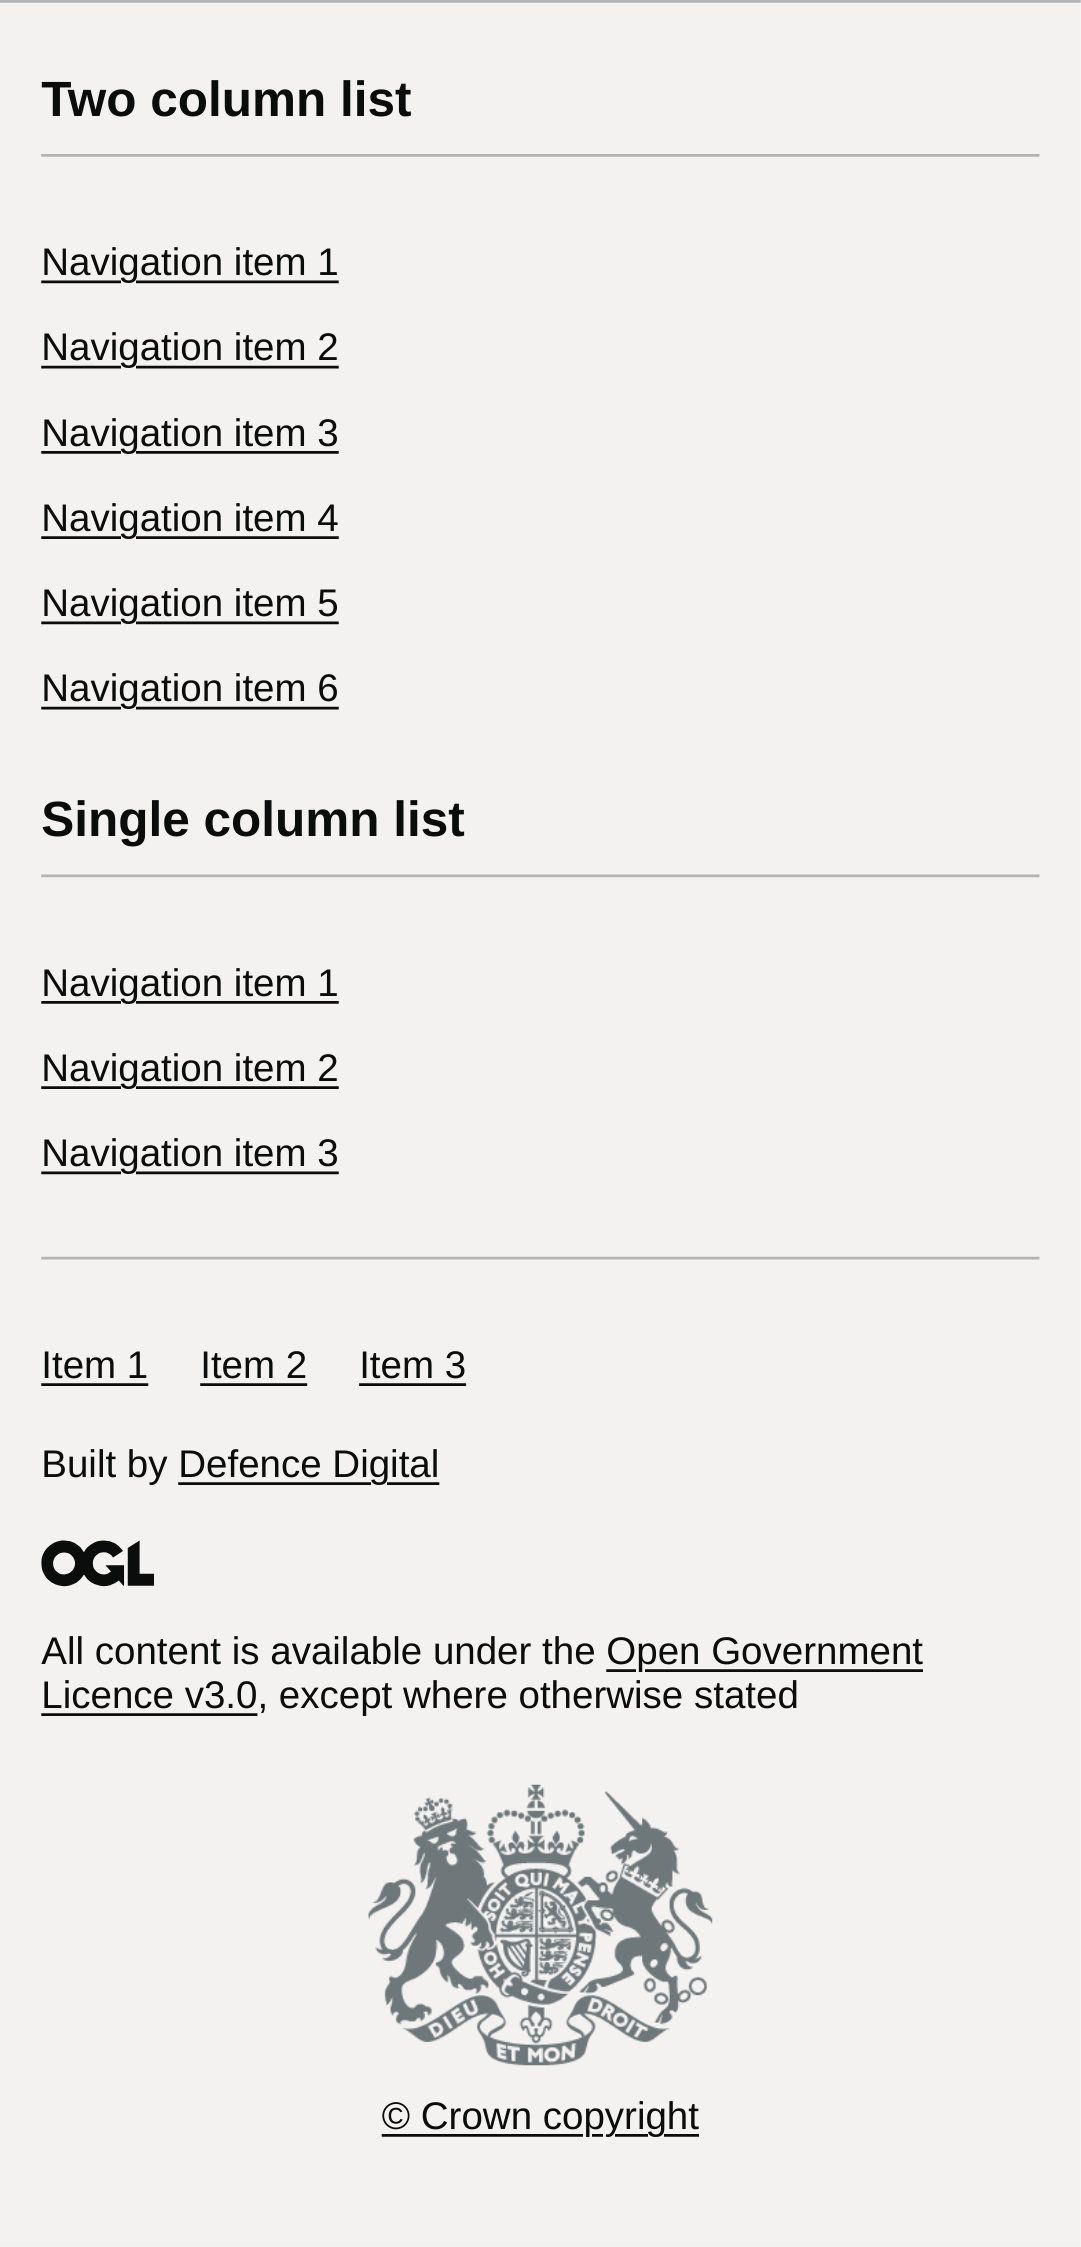 Two column list
Navigation item 1
Navigation item 2
Navigation item 3
Navigation item 4
Navigation item 5
Navigation item 6
Single column list
Navigation item 1
Navigation item 2
Navigation item 3
Item 1 Item 2 Item 3
Built by Defence Digital
OGL
All content is available under the Open Government
Licence v3.0, except where otherwise stated
SOIT QUI MAL Y PENSE HO
DIEU ET MON DROIT
© Crown copyright